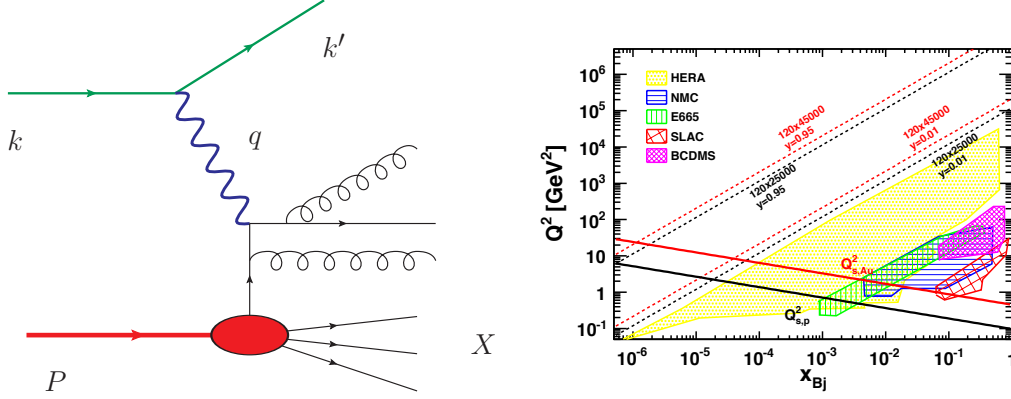 k
k′
q
P
X
Q² [GeV²]
10⁶
10⁵
10⁴
10³
10²
10
1
10⁻¹
HERA
NMC
E665
SLAC
BCDMS
120x45000
y=0.95
120x25000
y=0.95
120x45000
y=0.01
120x25000
y=0.01
Q²s,Au
Q²s,p
10⁻⁶
10⁻⁵
10⁻⁴
10⁻³
10⁻²
10⁻¹
1
xBj